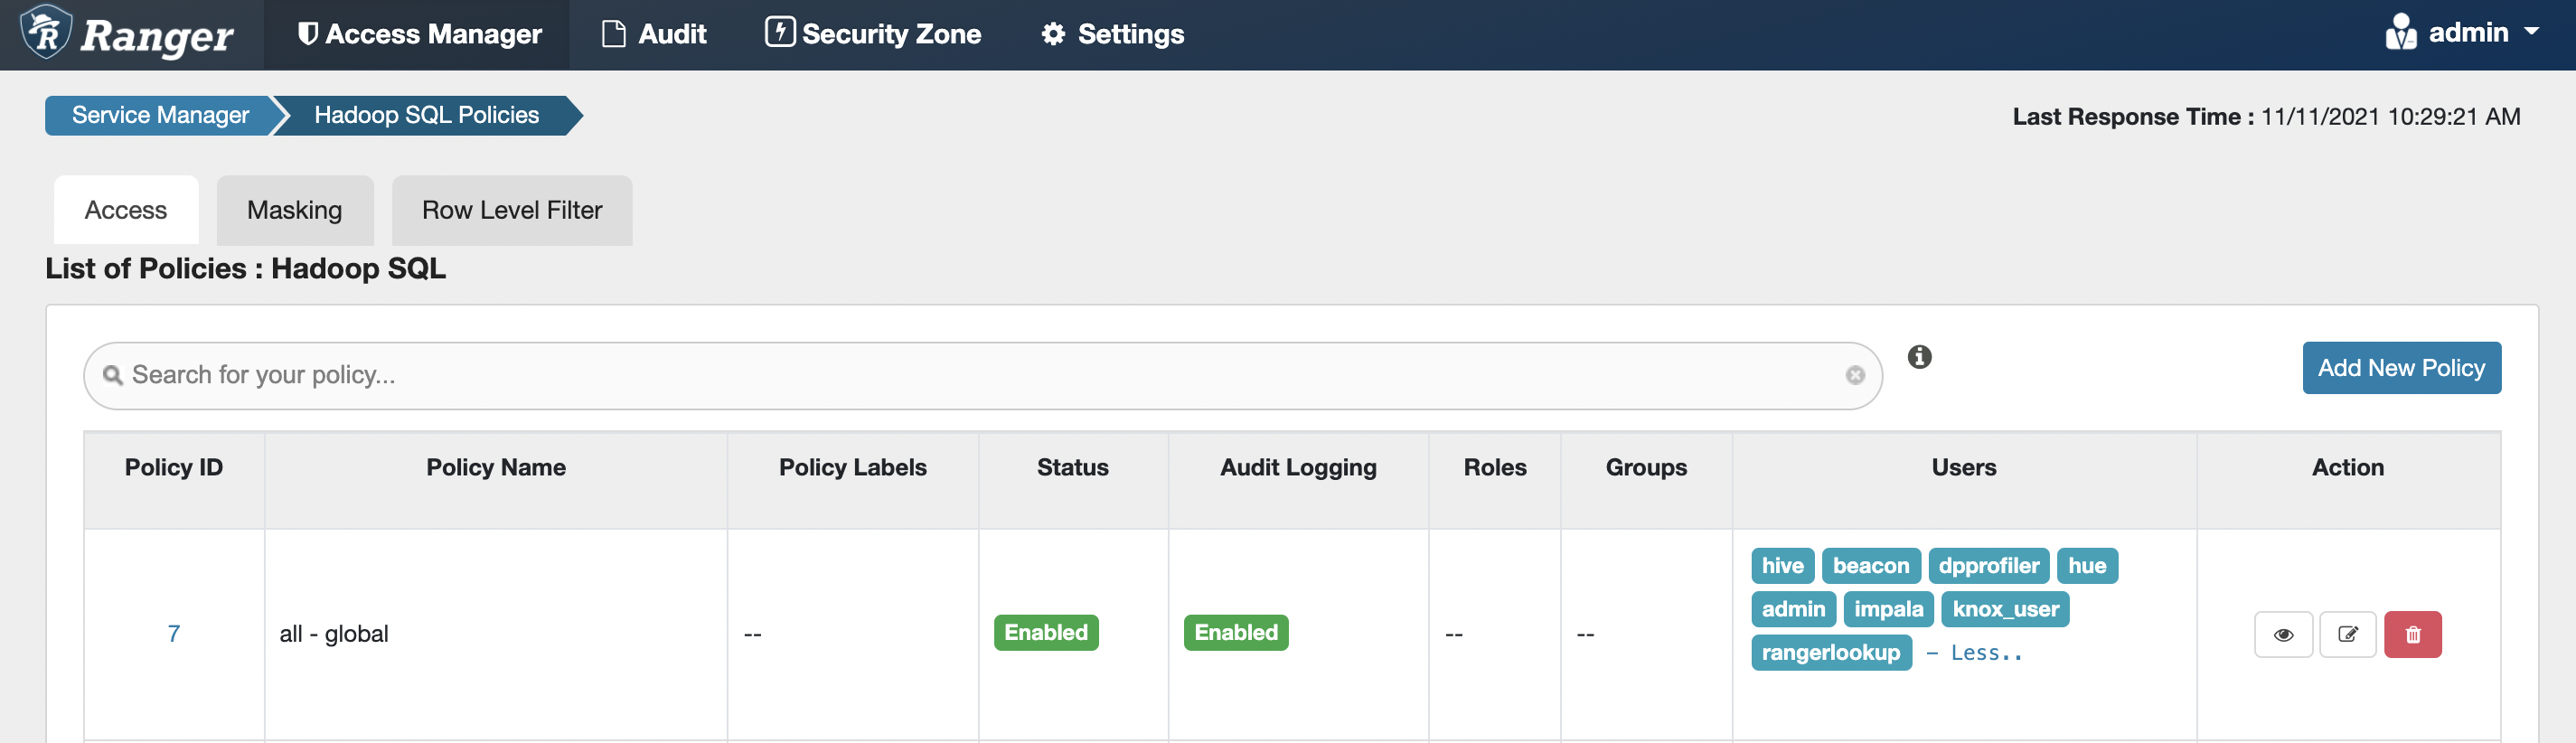 Ranger Access Manager Audit Security Zone Settings admin
Service Manager Hadoop SQL Policies Last Response Time : 11/11/2021 10:29:21 AM
Access Masking Row Level Filter
List of Policies : Hadoop SQL
Search for your policy... Add New Policy
Policy ID Policy Name Policy Labels Status Audit Logging Roles Groups Users Action
7 all - global -- Enabled Enabled -- --
hive beacon dpprofiler hue
admin impala knox_user
rangerlookup – Less..